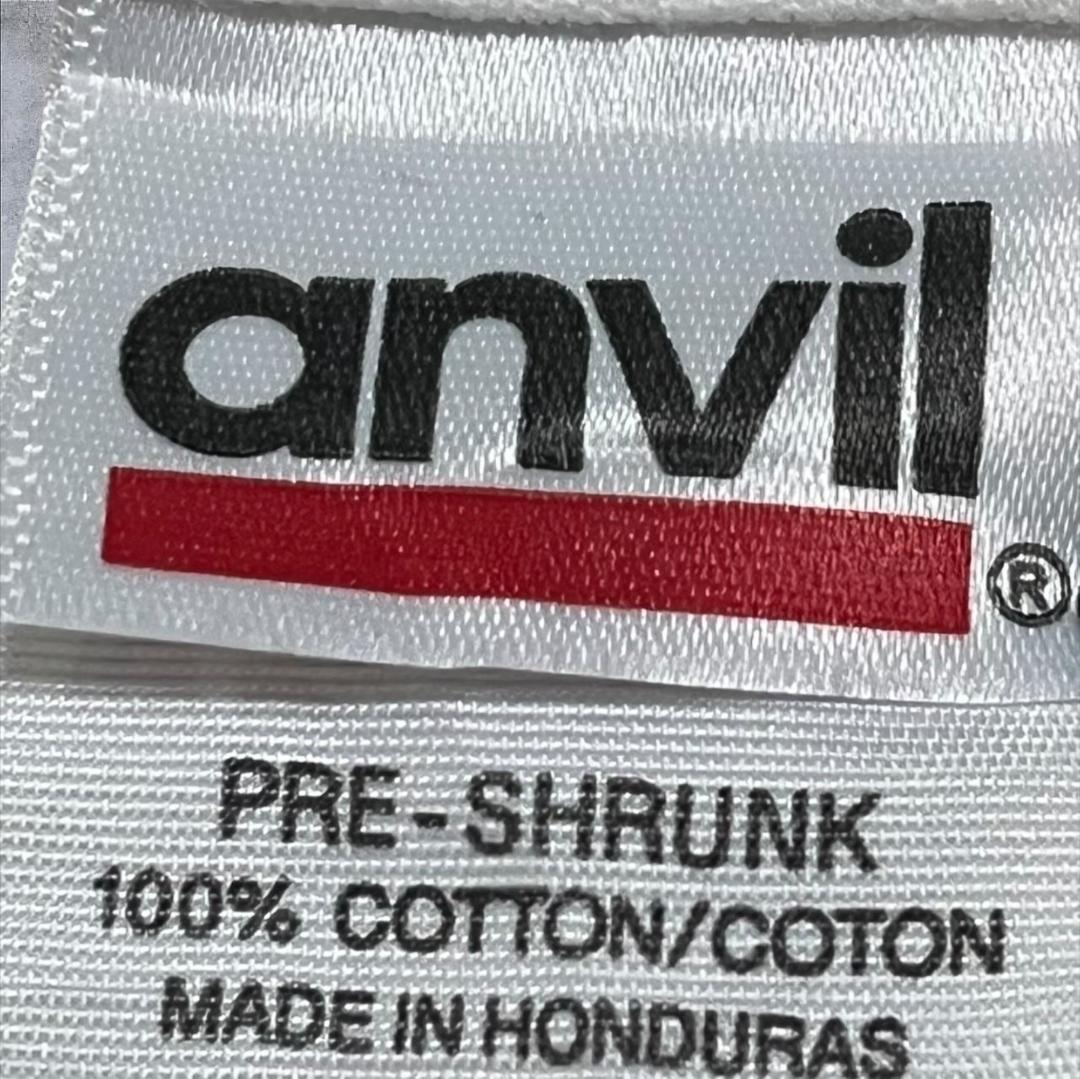 anvil
®
PRE-SHRUNK
100% COTTON/COTON
MADE IN HONDURAS